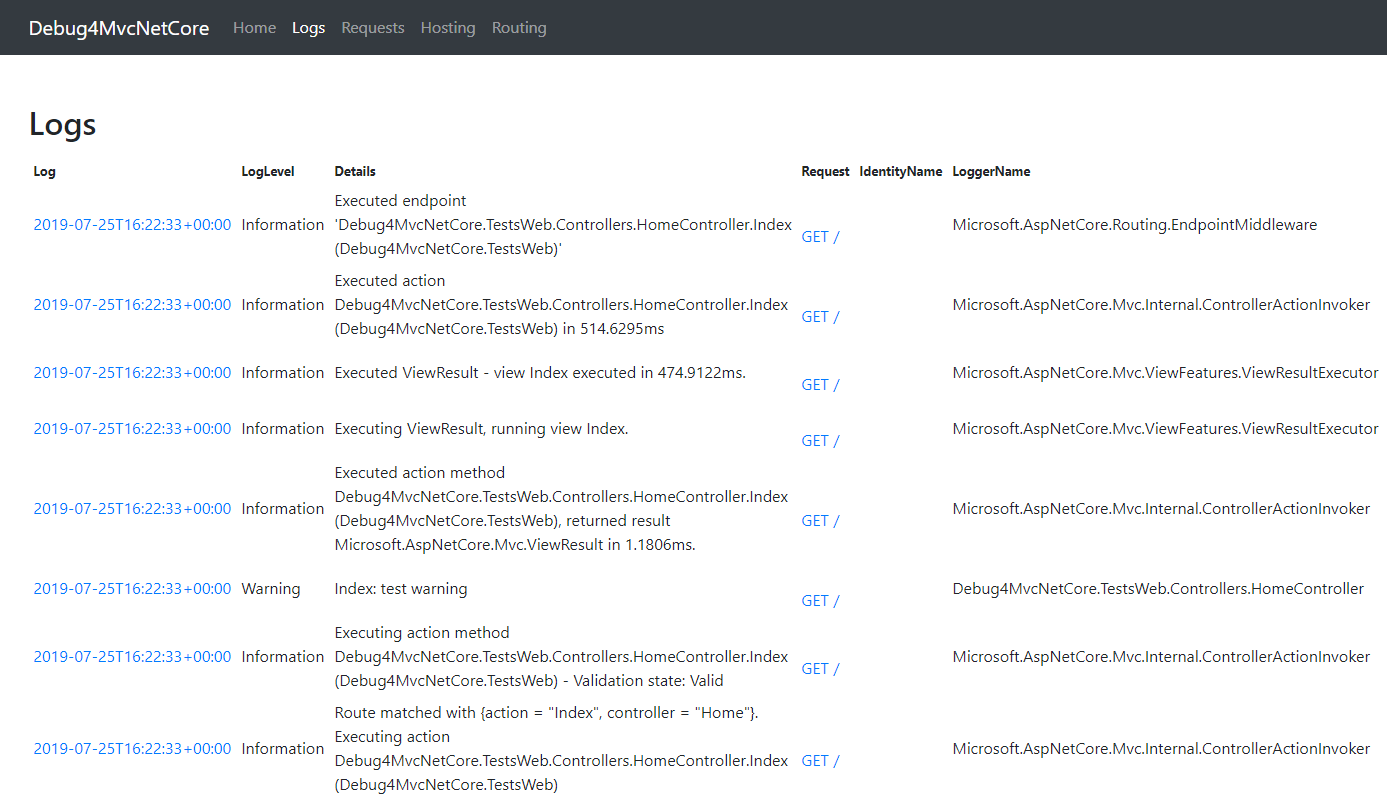 Debug4MvcNetCore Home Logs Requests Hosting Routing
Logs
Log LogLevel Details Request IdentityName LoggerName
Executed endpoint
2019-07-25T16:22:33+00:00 Information 'Debug4MvcNetCore.TestsWeb.Controllers.HomeController.Index Microsoft.AspNetCore.Routing.EndpointMiddleware
GET /
(Debug4MvcNetCore.TestsWeb)'
Executed action
2019-07-25T16:22:33+00:00 Information Debug4MvcNetCore.TestsWeb.Controllers.HomeController.Index Microsoft.AspNetCore.Mvc.Internal.ControllerActionInvoker
GET /
(Debug4MvcNetCore.TestsWeb) in 514.6295ms
2019-07-25T16:22:33+00:00 Information Executed ViewResult - view Index executed in 474.9122ms. Microsoft.AspNetCore.Mvc.ViewFeatures.ViewResultExecutor
GET /
2019-07-25T16:22:33+00:00 Information Executing ViewResult, running view Index. Microsoft.AspNetCore.Mvc.ViewFeatures.ViewResultExecutor
GET /
Executed action method
Debug4MvcNetCore.TestsWeb.Controllers.HomeController.Index
2019-07-25T16:22:33+00:00 Information Microsoft.AspNetCore.Mvc.Internal.ControllerActionInvoker
(Debug4MvcNetCore.TestsWeb), returned result GET /
Microsoft.AspNetCore.Mvc.ViewResult in 1.1806ms.
2019-07-25T16:22:33+00:00 Warning Index: test warning Debug4MvcNetCore.TestsWeb.Controllers.HomeController
GET /
Executing action method
2019-07-25T16:22:33+00:00 Information Debug4MvcNetCore.TestsWeb.Controllers.HomeController.Index Microsoft.AspNetCore.Mvc.Internal.ControllerActionInvoker
GET /
(Debug4MvcNetCore.TestsWeb) - Validation state: Valid
Route matched with {action = "Index", controller = "Home"}.
Executing action
2019-07-25T16:22:33+00:00 Information Microsoft.AspNetCore.Mvc.Internal.ControllerActionInvoker
Debug4MvcNetCore.TestsWeb.Controllers.HomeController.Index GET /
(Debug4MvcNetCore.TestsWeb)